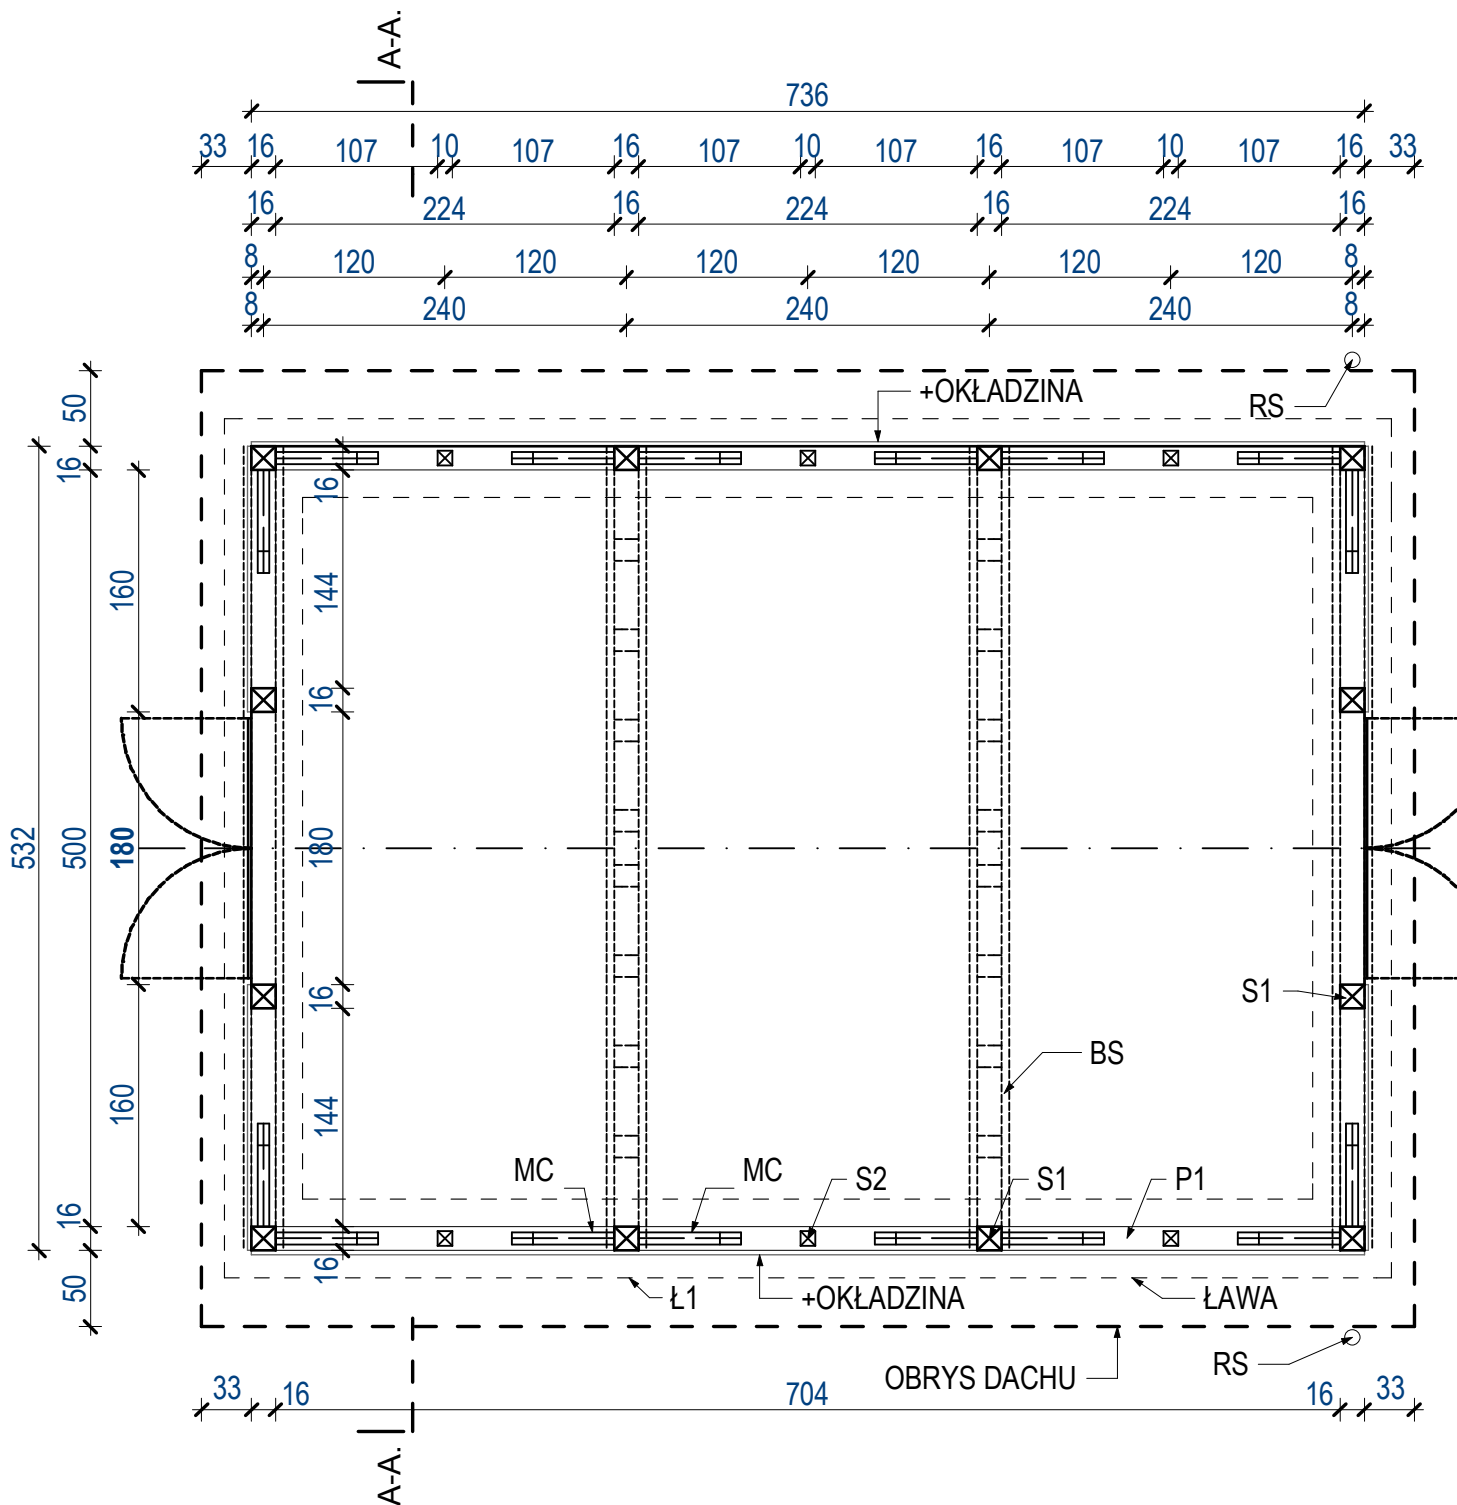 A-A.
736
33 16 107 10 107 16 107 10 107 16 107 10 107 16 33
16 224 16 224 16 224 16
8 120 120 120 120 120 120 8
8 240 240 240 8
+OKŁADZINA
RS
50
16
16
160
144
16
532
500
180
180
16
S1
BS
160
144
MC
MC
S2
S1
P1
16
16
50
Ł1
+OKŁADZINA
ŁAWA
OBRYS DACHU
RS
33 16 704 16 33
A-A.